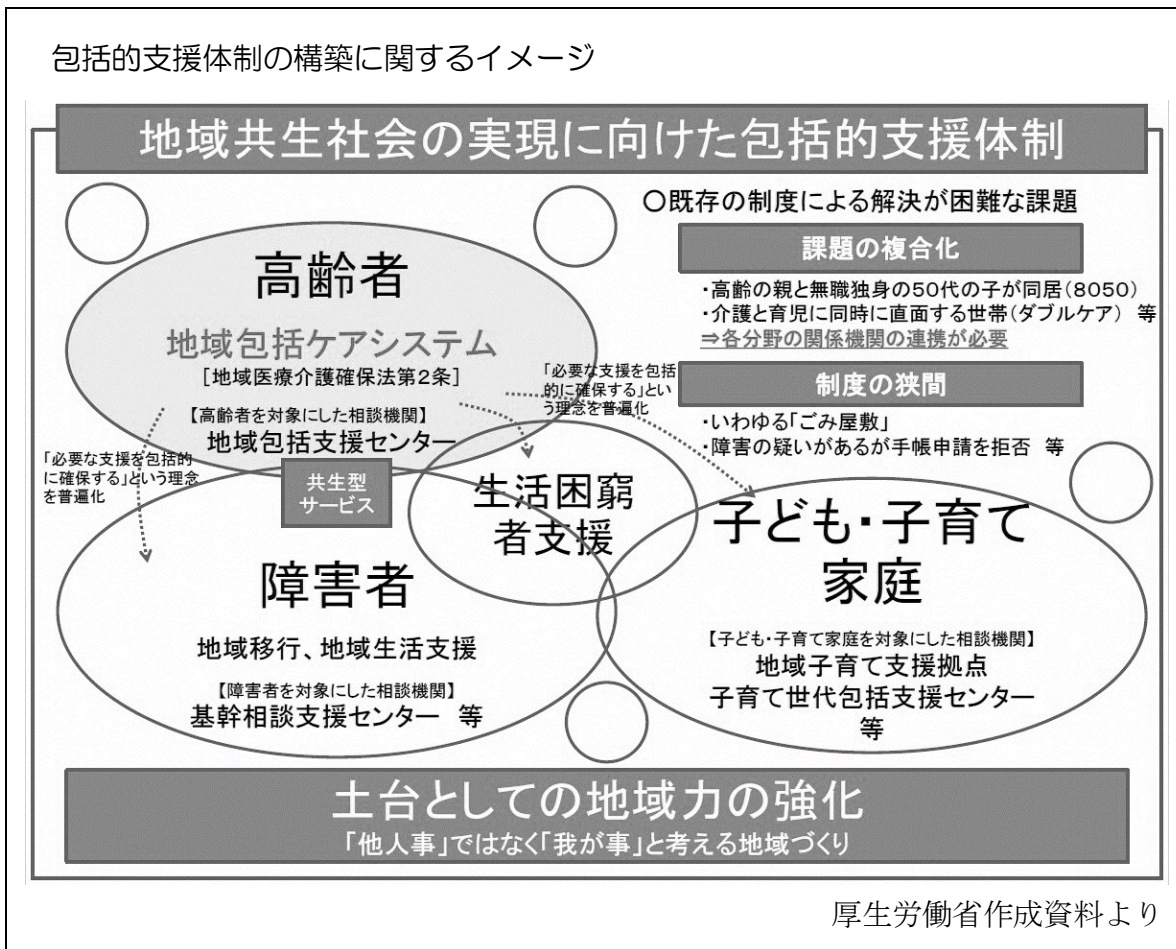 包括的支援体制の構築に関するイメージ
地域共生社会の実現に向けた包括的支援体制
〇既存の制度による解決が困難な課題
課題の複合化
・高齢の親と無職独身の50代の子が同居(8050)
・介護と育児に同時に直面する世帯(ダブルケア) 等
⇒各分野の関係機関の連携が必要
制度の狭間
・いわゆる「ごみ屋敷」
・障害の疑いがあるが手帳申請を拒否 等
高齢者
地域包括ケアシステム
[地域医療介護確保法第2条]
【高齢者を対象にした相談機関】
地域包括支援センター
「必要な支援を包括
的に確保する」とい
う理念を普遍化
「必要な支援を包括的
に確保する」という理念
を普遍化
共生型
サービス
生活困窮
者支援
障害者
地域移行、地域生活支援
【障害者を対象にした相談機関】
基幹相談支援センター 等
子ども・子育て
家庭
【子ども・子育て家庭を対象にした相談機関】
地域子育て支援拠点
子育て世代包括支援センター
等
土台としての地域力の強化
「他人事」ではなく「我が事」と考える地域づくり
厚生労働省作成資料より